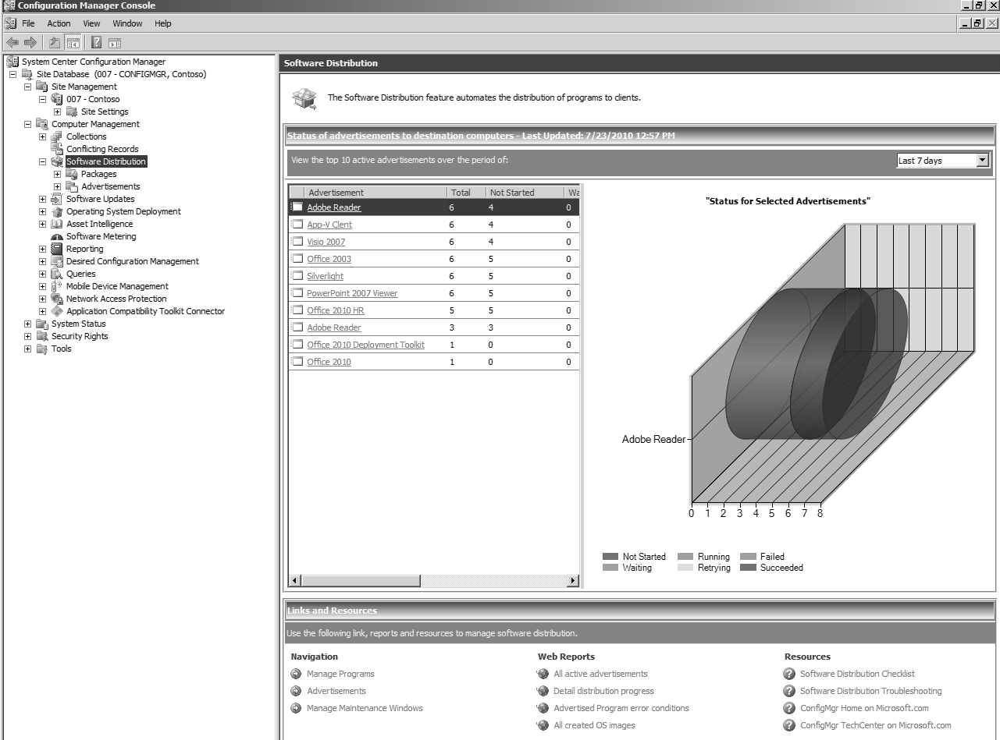 Configuration Manager Console
File Action View Window Help
System Center Configuration Manager
Site Database (007 - CONFIGMGR, Contoso)
Site Management
007 - Contoso
Site Settings
Computer Management
Collections
Conflicting Records
Software Distribution
Packages
Advertisements
Software Updates
Operating System Deployment
Asset Intelligence
Software Metering
Reporting
Desired Configuration Management
Queries
Mobile Device Management
Network Access Protection
Application Compatibility Toolkit Connector
System Status
Security Rights
Tools
Software Distribution
The Software Distribution feature automates the distribution of programs to clients.
Status of advertisements to destination computers - Last Updated: 7/23/2010 12:57 PM
View the top 10 active advertisements over the period of: Last 7 days
Advertisement Total Not Started Wa
Adobe Reader 6 4 0
App-V Clent 6 4 0
Visio 2007 6 4 0
Office 2003 6 5 0
Silverlight 6 5 0
PowerPoint 2007 Viewer 6 5 0
Office 2010 HR 5 5 0
Adobe Reader 3 3 0
Office 2010 Deployment Toolkit 1 0 0
Office 2010 1 0 0
"Status for Selected Advertisements"
Adobe Reader
0 1 2 3 4 5 6 7 8
Not Started Running Failed
Waiting Retrying Succeeded
Links and Resources
Use the following link, reports and resources to manage software distribution.
Navigation
Manage Programs
Advertisements
Manage Maintenance Windows
Web Reports
All active advertisements
Detail distribution progress
Advertised Program error conditions
All created OS images
Resources
Software Distribution Checklist
Software Distribution Troubleshooting
ConfigMgr Home on Microsoft.com
ConfigMgr TechCenter on Microsoft.com